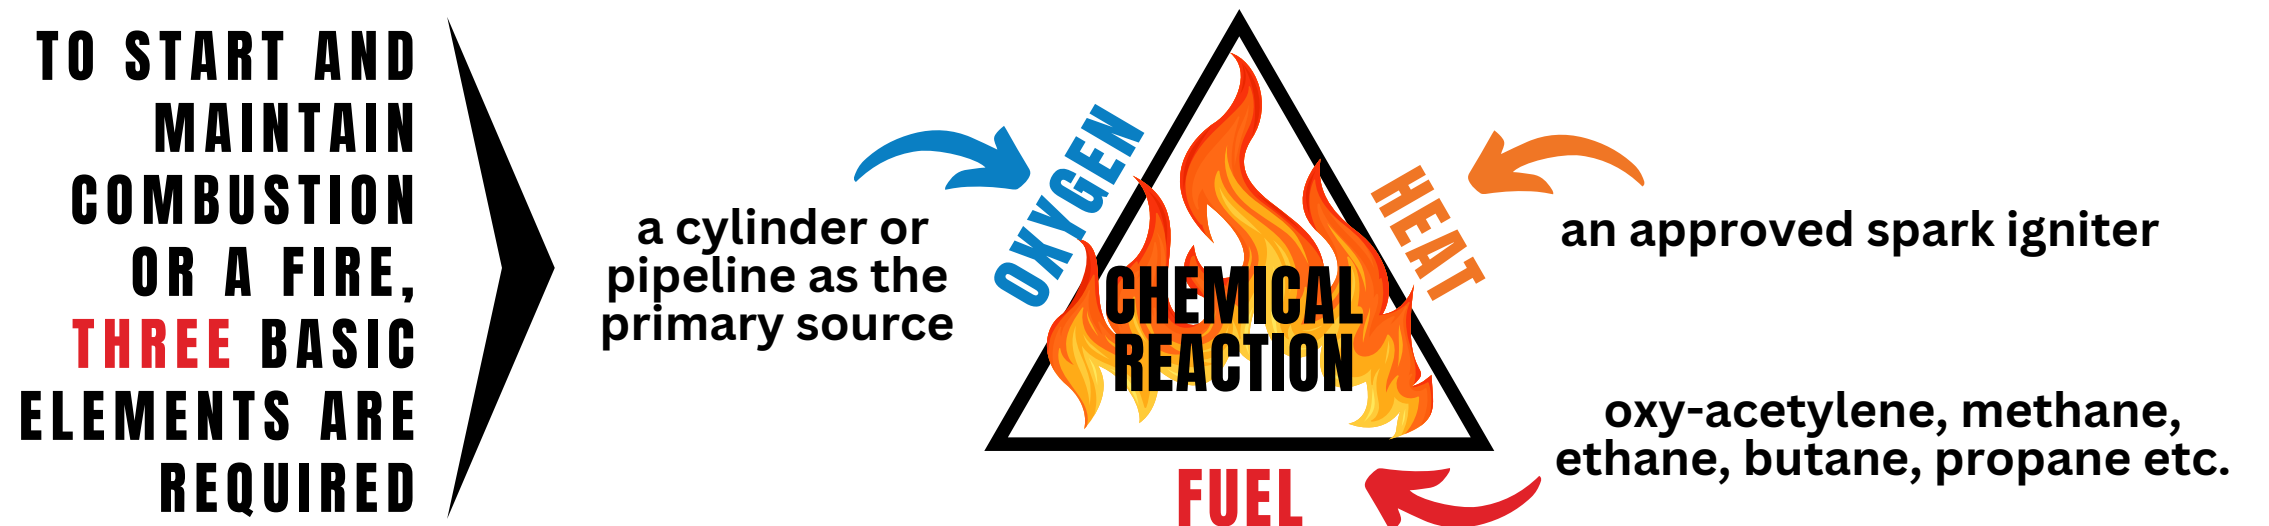 TO START AND
MAINTAIN
COMBUSTION
OR A FIRE,
THREE BASIC
ELEMENTS ARE
REQUIRED
a cylinder or
pipeline as the
primary source
OXYGEN
CHEMICAL
REACTION
HEAT
an approved spark igniter
FUEL
oxy-acetylene, methane,
ethane, butane, propane etc.